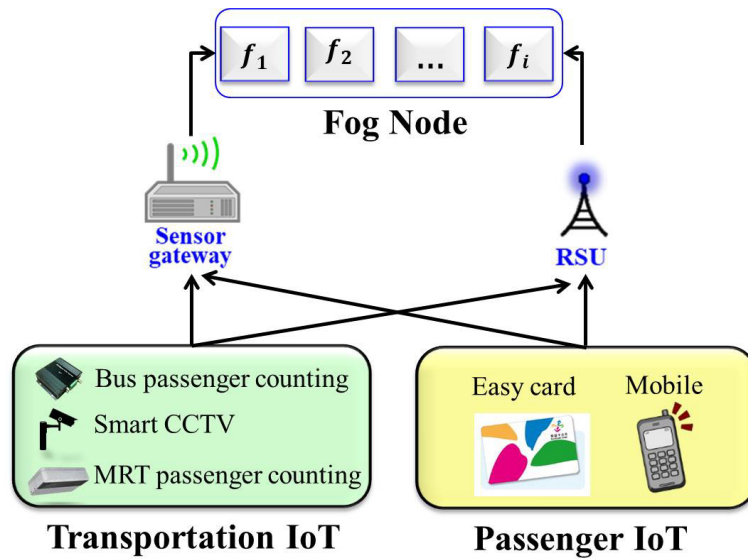 f1 f2 ... fi
Fog Node
Sensor
gateway
RSU
Bus passenger counting
Smart CCTV
MRT passenger counting
Easy card
Mobile
Transportation IoT
Passenger IoT